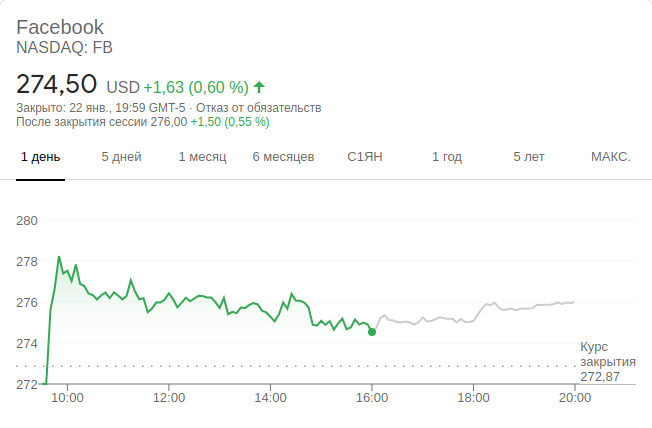 Facebook
NASDAQ: FB
274,50 USD +1,63 (0,60 %)
Закрыто: 22 янв., 19:59 GMT-5 · Отказ от обязательств
После закрытия сессии 276,00 +1,50 (0,55 %)
1 день 5 дней 1 месяц 6 месяцев С1ЯН 1 год 5 лет МАКС.
280
278
276
274
Курс
закрытия
272,87
272
10:00 12:00 14:00 16:00 18:00 20:00